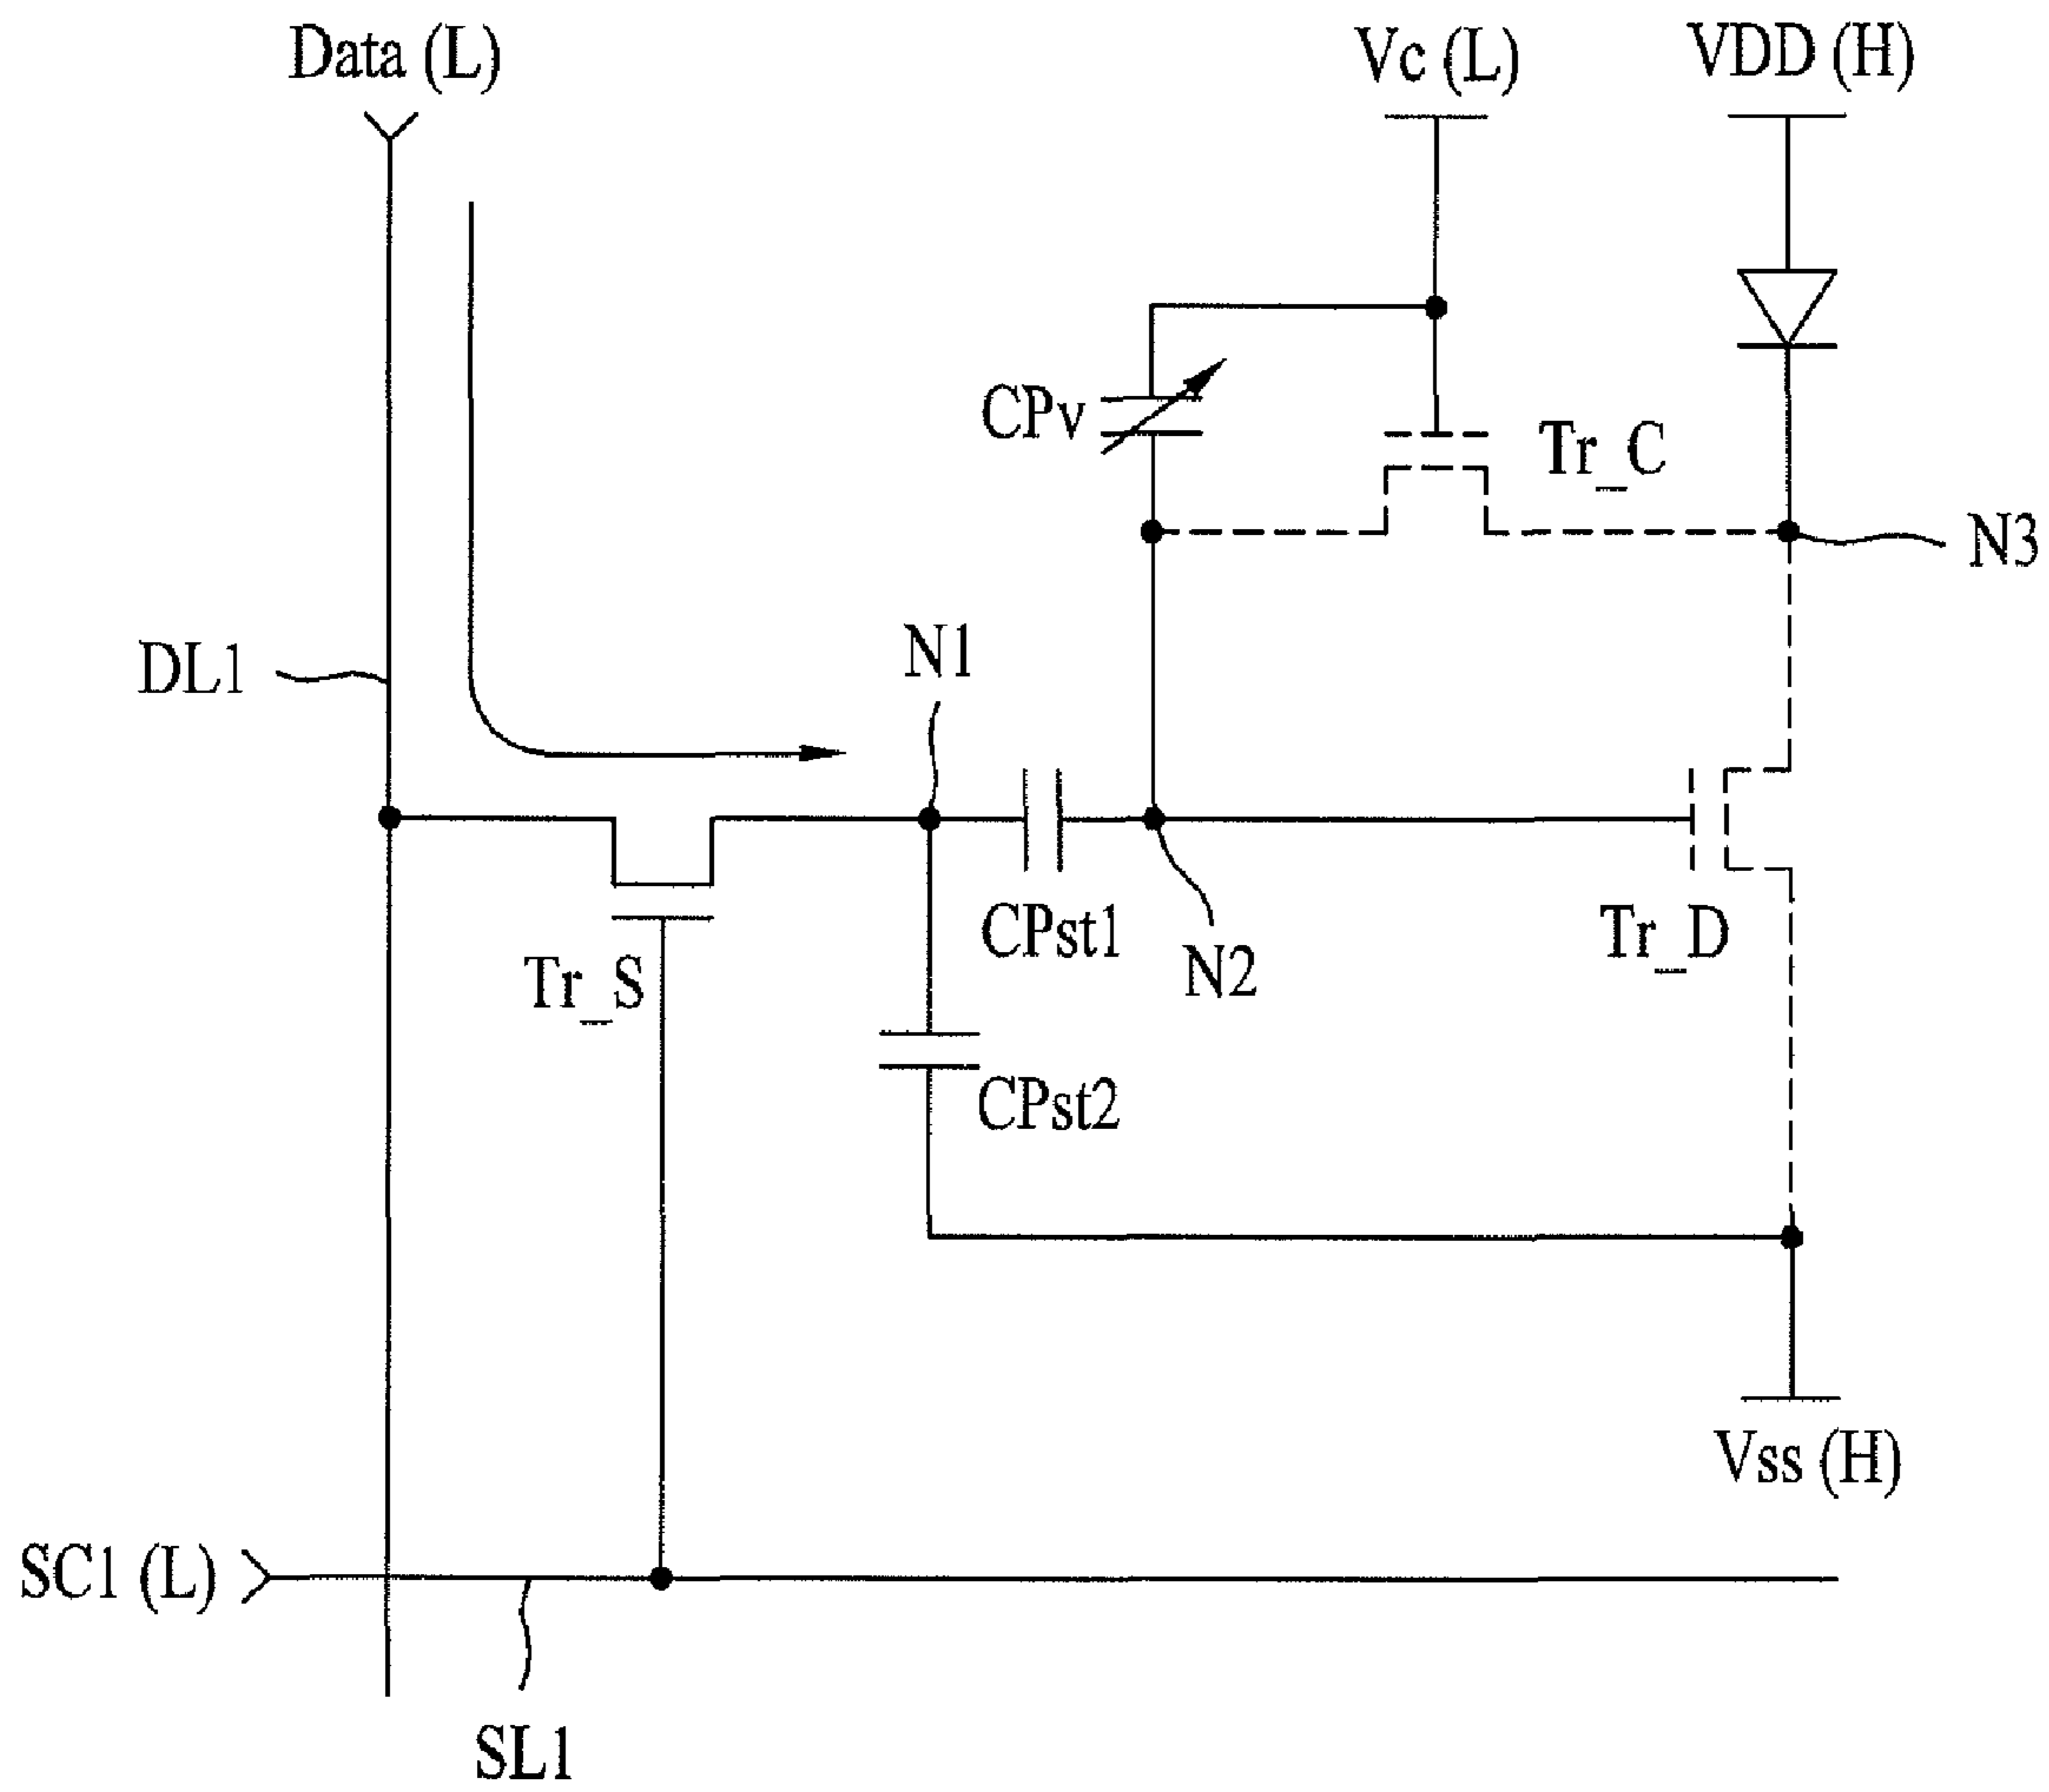 Data (L)
Vc (L)
VDD (H)
CPv
Tr_C
N3
DL1
N1
CPst1
N2
Tr_D
Tr_S
CPst2
Vss (H)
SC1 (L)
SL1